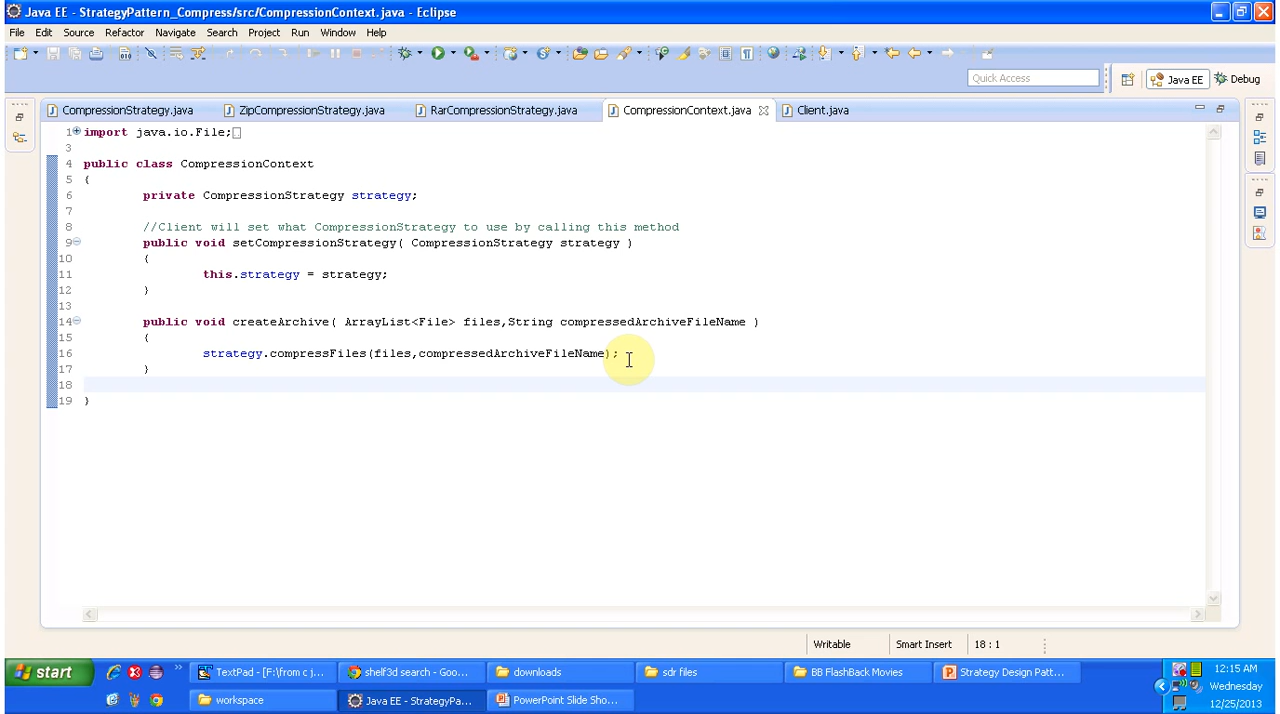 Java EE - StrategyPattern_Compress/src/CompressionContext.java - Eclipse
File Edit Source Refactor Navigate Search Project Run Window Help
Quick Access
Java EE
Debug
CompressionStrategy.java
ZipCompressionStrategy.java
RarCompressionStrategy.java
CompressionContext.java
Client.java
1 import java.io.File;
3
4 public class CompressionContext
5 {
6 private CompressionStrategy strategy;
7
8 //Client will set what CompressionStrategy to use by calling this method
9 public void setCompressionStrategy( CompressionStrategy strategy )
10 {
11 this.strategy = strategy;
12 }
13
14 public void createArchive( ArrayList<File> files,String compressedArchiveFileName )
15 {
16 strategy.compressFiles(files,compressedArchiveFileName);
17 }
18
19 }
Writable
Smart Insert
18 : 1
start
TextPad - [F:\from c j...
shelf3d search - Goo...
downloads
sdr files
BB FlashBack Movies
Strategy Design Patt...
12:15 AM
workspace
Java EE - StrategyPa...
PowerPoint Slide Sho...
Wednesday
12/25/2013